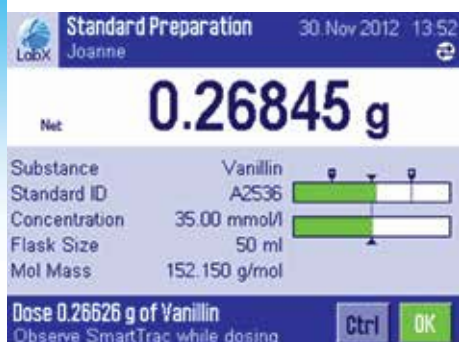 Standard Preparation 30.Nov 2012 13:52
LabX Joanne
Net 0.26845 g
Substance Vanillin
Standard ID A2536
Concentration 35.00 mmol/l
Flask Size 50 ml
Mol Mass 152.150 g/mol
Dose 0.26626 g of Vanillin
Observe SmartTrac while dosing
Ctrl OK